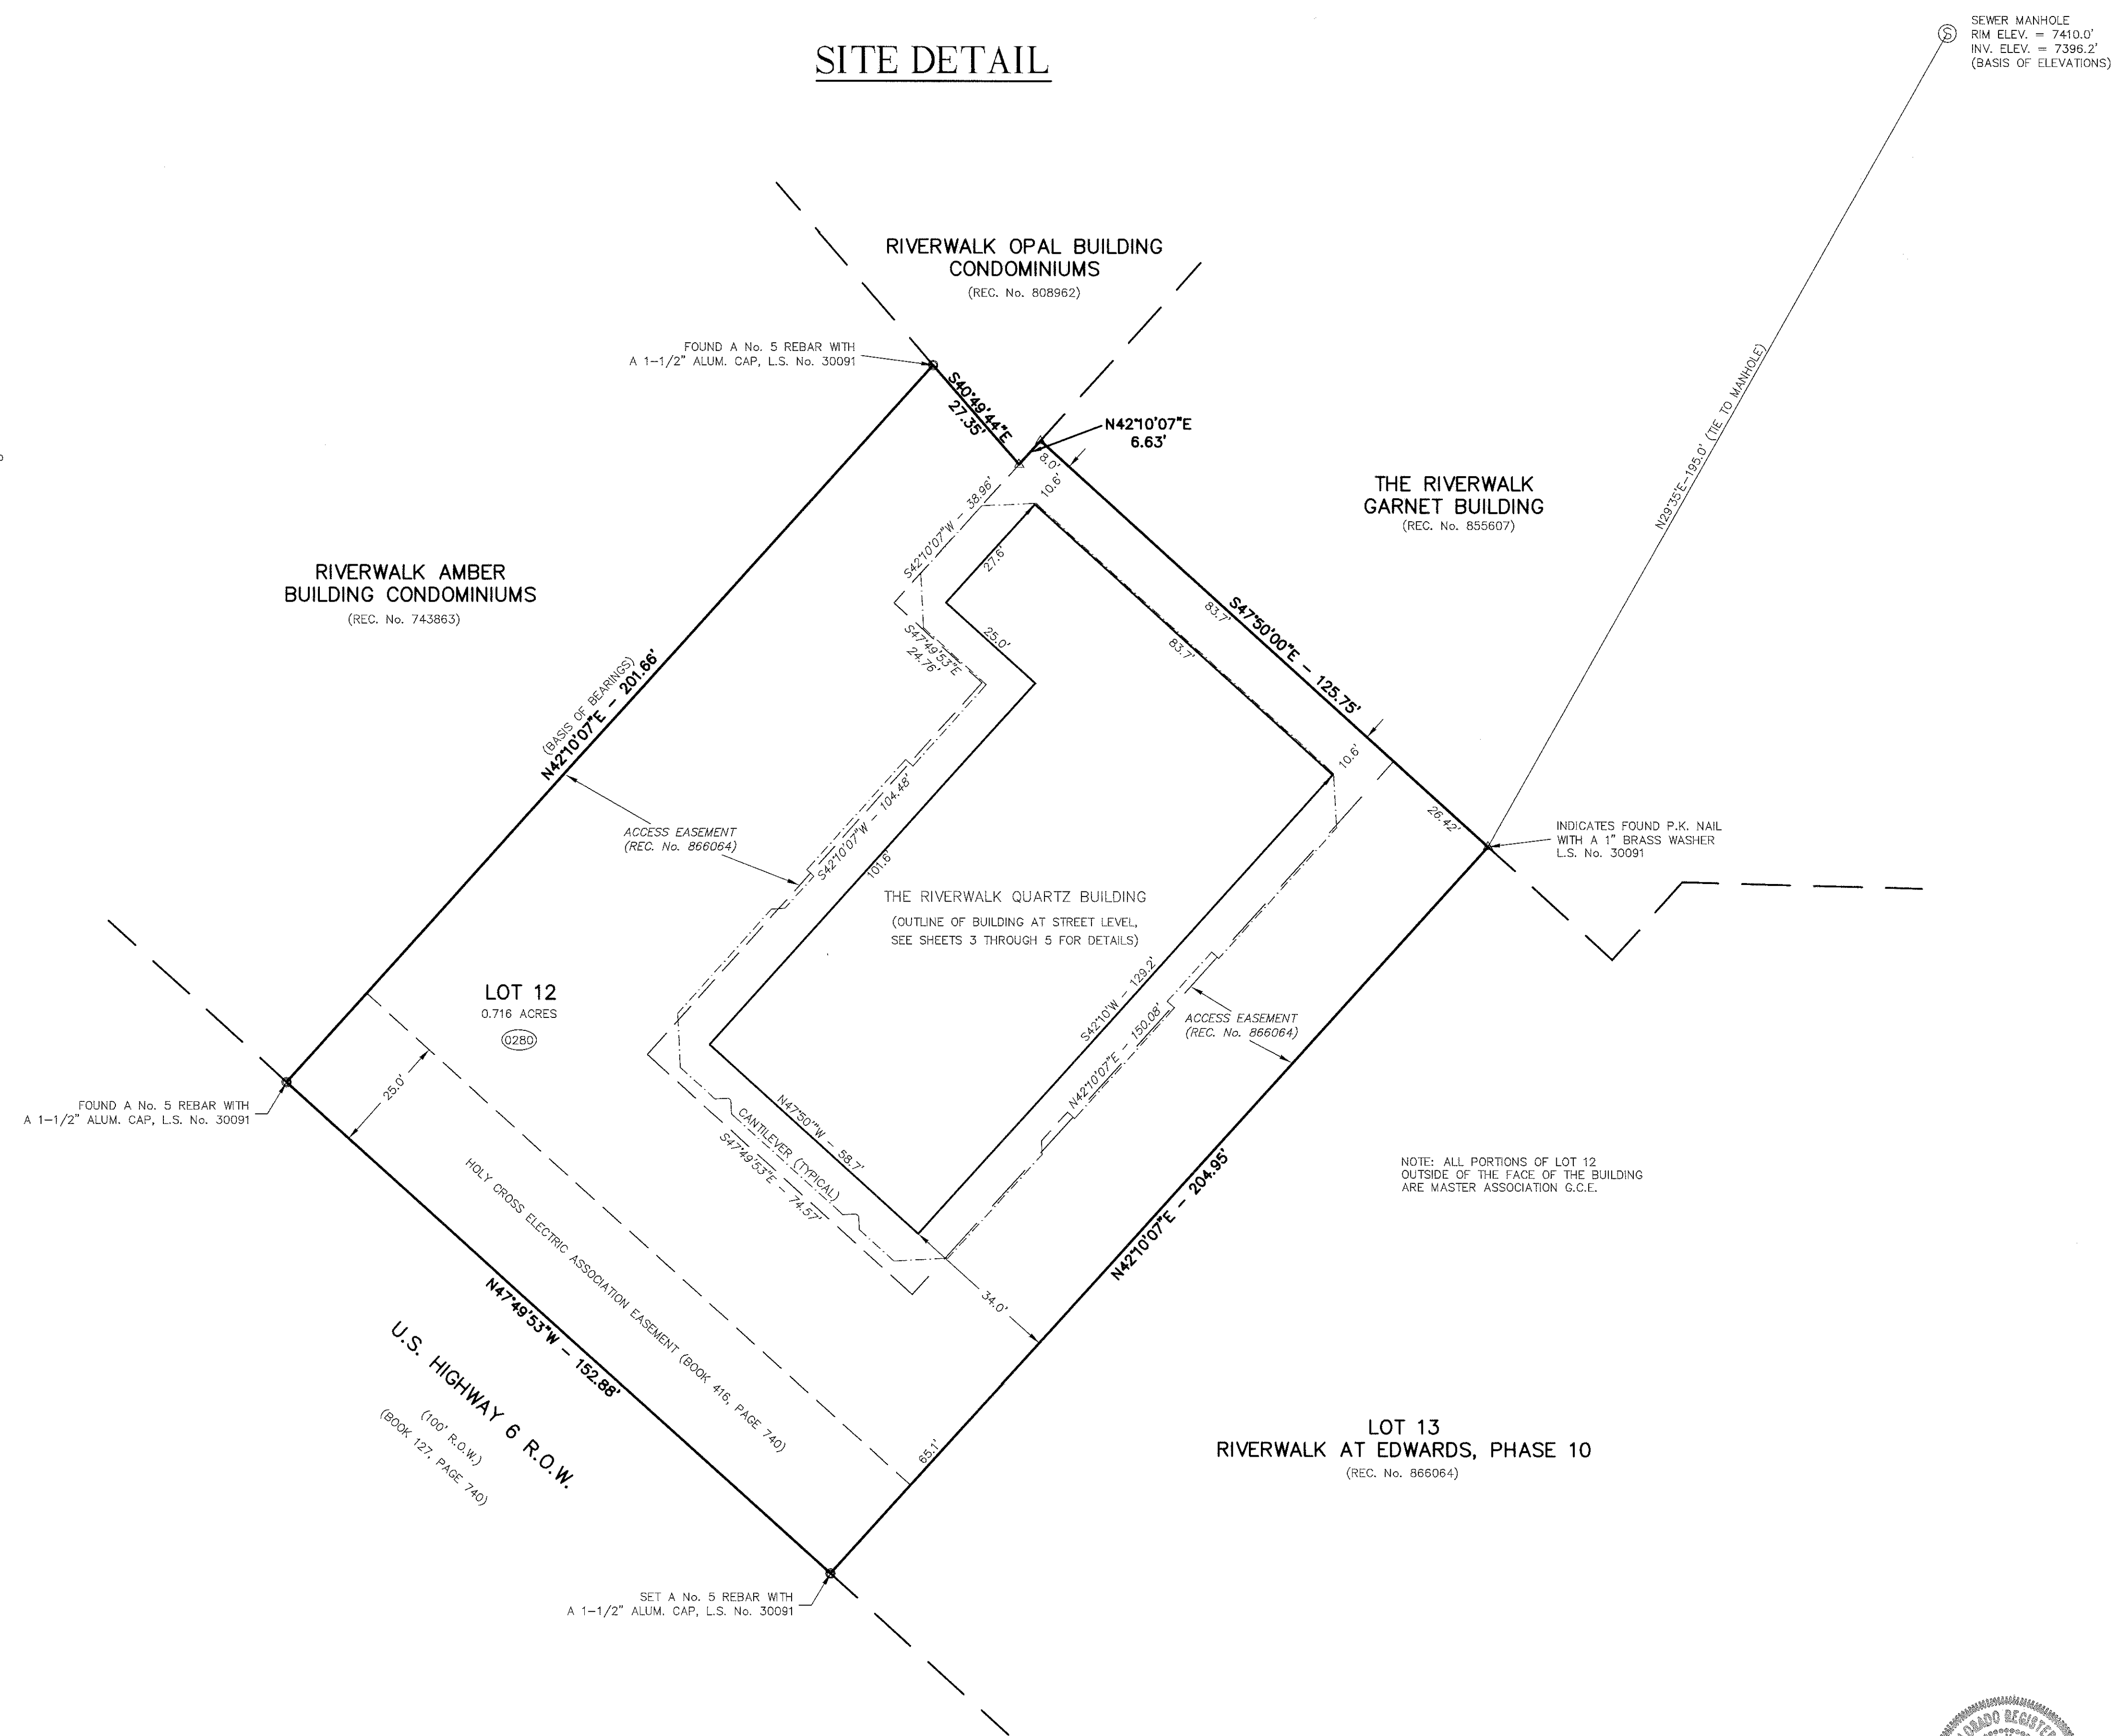 SITE DETAIL
SEWER MANHOLE
RIM ELEV. = 7410.0'
INV. ELEV. = 7396.2'
(BASIS OF ELEVATIONS)
S
RIVERWALK OPAL BUILDING
CONDOMINIUMS
(REC. No. 808962)
FOUND A No. 5 REBAR WITH
A 1-1/2" ALUM. CAP, L.S. No. 30091
S40°49'44"E
27.35'
N42°10'07"E
6.63'
8.0'
10.6'
N29°35'E-195.0' (TIE TO MANHOLE)
THE RIVERWALK
GARNET BUILDING
(REC. No. 855607)
S42°10'07"W - 38.96'
27.6'
RIVERWALK AMBER
BUILDING CONDOMINIUMS
(REC. No. 743863)
S47°49'53"E
24.76'
25.0'
83.7'
S47°50'00"E - 125.75'
83.7'
(BASIS OF BEARINGS)
N42°10'07"E - 201.66'
10.6'
26.42'
ACCESS EASEMENT
(REC. No. 866064)
S42°10'07"W - 104.48'
101.6'
INDICATES FOUND P.K. NAIL
WITH A 1" BRASS WASHER
L.S. No. 30091
THE RIVERWALK QUARTZ BUILDING
(OUTLINE OF BUILDING AT STREET LEVEL,
SEE SHEETS 3 THROUGH 5 FOR DETAILS)
LOT 12
0.716 ACRES
0280
S42°10'W - 129.2'
N42°10'07"E - 150.08'
ACCESS EASEMENT
(REC. No. 866064)
25.0'
FOUND A No. 5 REBAR WITH
A 1-1/2" ALUM. CAP, L.S. No. 30091
N47°50'"W - 58.7'
CANTILEVER (TYPICAL)
S47°49'53"E - 74.57'
NOTE: ALL PORTIONS OF LOT 12
OUTSIDE OF THE FACE OF THE BUILDING
ARE MASTER ASSOCIATION G.C.E.
N42°10'07"E - 204.95'
34.0'
HOLY CROSS ELECTRIC ASSOCIATION EASEMENT (BOOK 416, PAGE 740)
N47°49'53"W - 152.88'
U.S. HIGHWAY 6 R.O.W.
(100' R.O.W.)
(BOOK 127, PAGE 740)
65.1'
LOT 13
RIVERWALK AT EDWARDS, PHASE 10
(REC. No. 866064)
SET A No. 5 REBAR WITH
A 1-1/2" ALUM. CAP, L.S. No. 30091